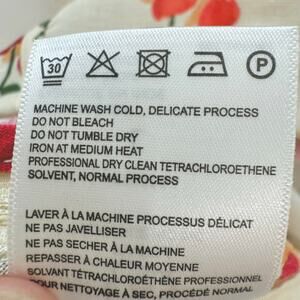 30 P
MACHINE WASH COLD, DELICATE PROCESS
DO NOT BLEACH
DO NOT TUMBLE DRY
IRON AT MEDIUM HEAT
PROFESSIONAL DRY CLEAN TETRACHLOROETHENE
SOLVENT, NORMAL PROCESS
LAVER À LA MACHINE PROCESSUS DÉLICAT
NE PAS JAVELLISER
NE PAS SECHER À LA MACHINE
REPASSER À CHALEUR MOYENNE
SOLVANT TÉTRACHLOROÉTHÈNE PROFESSIONNEL
POUR NETTOYAGE À SEC, PROCÉDÉ NORMAL